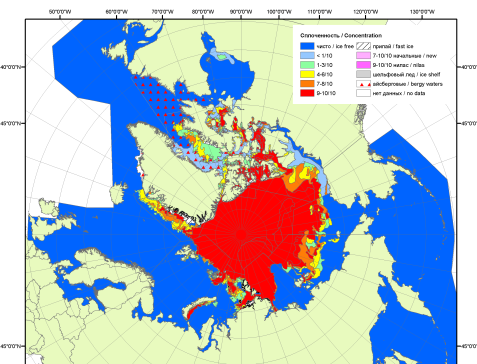 50°0'0"W 60°0'0"W 70°0'0"W 80°0'0"W 90°0'0"W 100°0'0"W 110°0'0"W 120°0'0"W 130°0'0"W
Сплоченность / Concentration
чисто / ice free
припай / fast ice
< 1/10
7-10/10 начальные / new
1-3/10
9-10/10 нилас / nilas
4-6/10
шельфовый лед / ice shelf
7-8/10
айсберговые / bergy waters
9-10/10
нет данных / no data
40°0'0"W
45°0'0"W
45°0'0"N
45°0'0"N